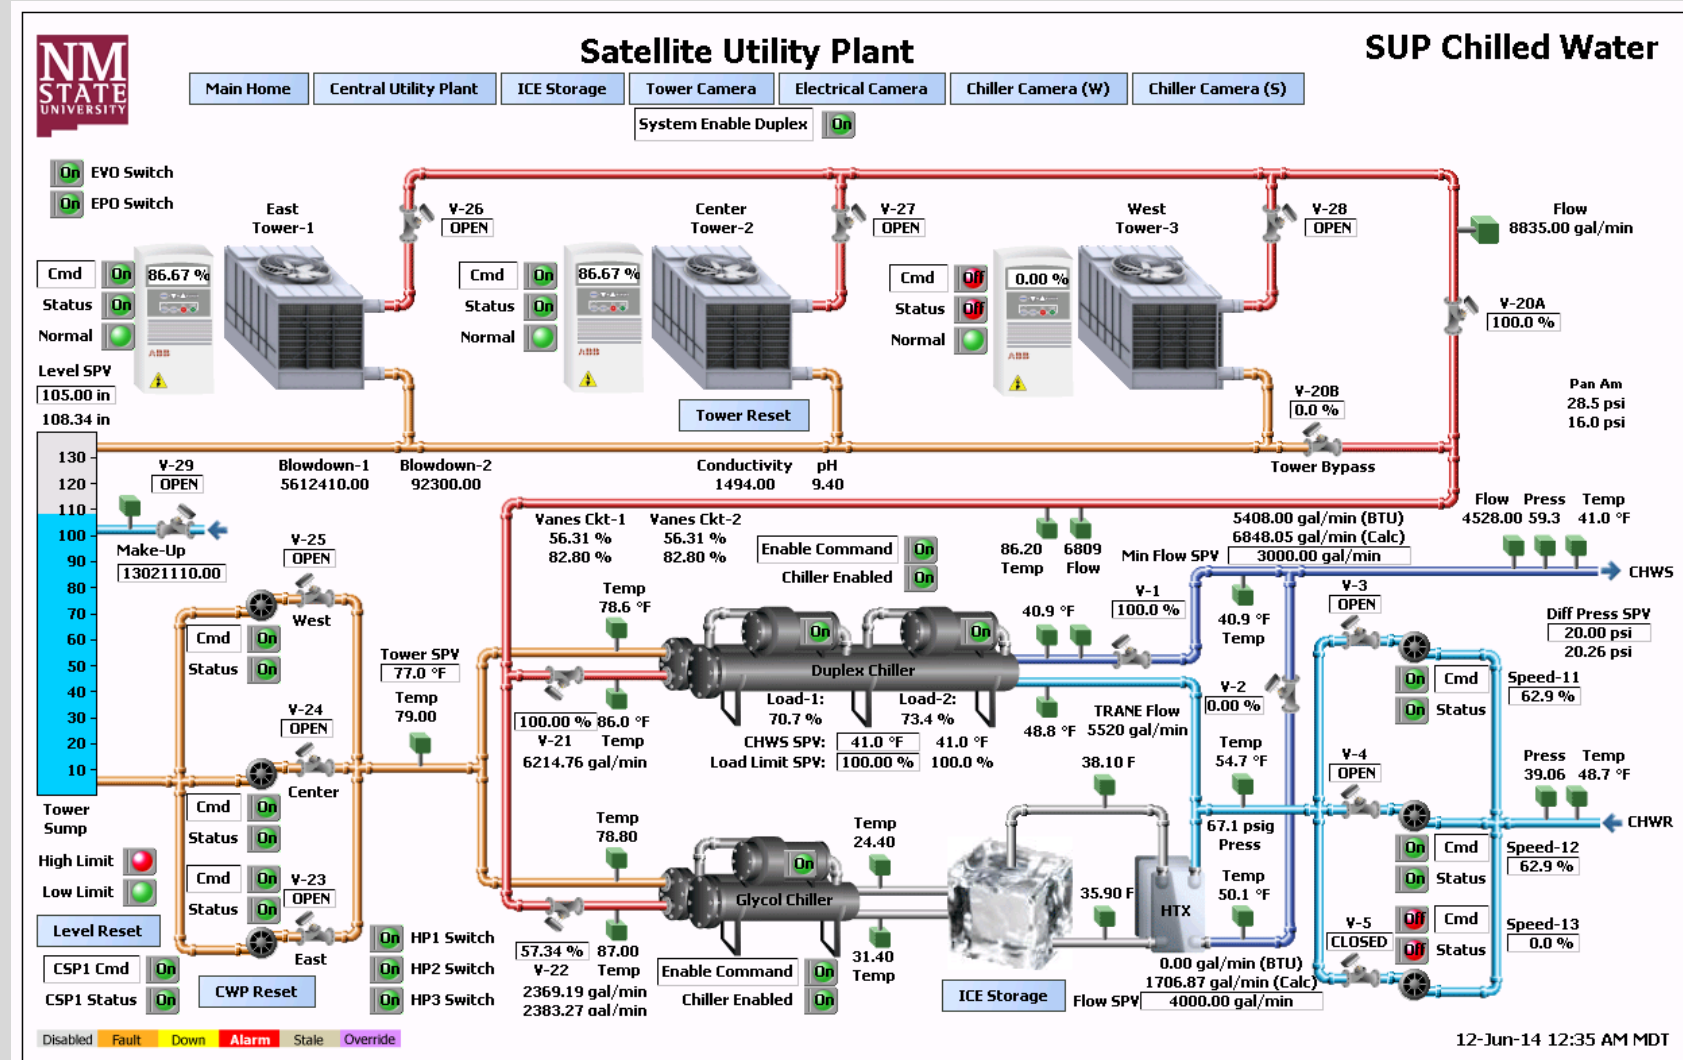 NM
STATE
UNIVERSITY
Satellite Utility Plant
SUP Chilled Water
Main Home
Central Utility Plant
ICE Storage
Tower Camera
Electrical Camera
Chiller Camera (W)
Chiller Camera (S)
System Enable Duplex
On
On EVO Switch
On EPO Switch
East
Tower-1
V-26
OPEN
Center
Tower-2
V-27
OPEN
West
Tower-3
V-28
OPEN
Flow
8835.00 gal/min
Cmd On
Status On
Normal
86.67 %
ABB
Cmd On
Status On
Normal
86.67 %
ABB
Cmd Off
Status Off
Normal
0.00 %
ABB
V-20A
100.0 %
Level SPV
105.00 in
108.34 in
Tower Reset
V-20B
0.0 %
Tower Bypass
Pan Am
28.5 psi
16.0 psi
130
120
110
100
90
80
70
60
50
40
30
20
10
Tower
Sump
V-29
OPEN
Make-Up
13021110.00
Blowdown-1
5612410.00
Blowdown-2
92300.00
Conductivity
1494.00
pH
9.40
Vanes Ckt-1
56.31 %
82.80 %
Vanes Ckt-2
56.31 %
82.80 %
Enable Command On
Chiller Enabled On
86.20
Temp
6809
Flow
5408.00 gal/min (BTU)
6848.05 gal/min (Calc)
Min Flow SPV 3000.00 gal/min
Flow
4528.00
Press
59.3
Temp
41.0 °F
CHWS
V-25
OPEN
West
Cmd On
Status On
Temp
78.6 °F
Tower SPV
77.0 °F
Temp
79.00
On
On
Duplex Chiller
Load-1:
70.7 %
Load-2:
73.4 %
CHWS SPV: 41.0 °F 41.0 °F
Load Limit SPV: 100.00 % 100.0 %
100.00 %
V-21
6214.76 gal/min
86.0 °F
Temp
40.9 °F
48.8 °F
V-1
100.0 %
40.9 °F
Temp
V-2
0.00 %
TRANE Flow
5520 gal/min
V-3
OPEN
Diff Press SPV
20.00 psi
20.26 psi
On Cmd
On Status
Speed-11
62.9 %
V-24
OPEN
Center
Cmd On
Status On
Temp
54.7 °F
67.1 psig
Press
V-4
OPEN
Press
39.06
Temp
48.7 °F
CHWR
On Cmd
On Status
Speed-12
62.9 %
High Limit
Low Limit
Level Reset
CSP1 Cmd On
CSP1 Status On
Cmd On
Status On
V-23
OPEN
East
CWP Reset
On HP1 Switch
On HP2 Switch
On HP3 Switch
Temp
78.80
On
Glycol Chiller
Temp
24.40
31.40
Temp
57.34 %
V-22
2369.19 gal/min
2383.27 gal/min
87.00
Temp
Enable Command On
Chiller Enabled On
38.10 F
35.90 F
HTX
Temp
50.1 °F
ICE Storage
0.00 gal/min (BTU)
1706.87 gal/min (Calc)
Flow SPV 4000.00 gal/min
V-5
CLOSED
Off Cmd
Off Status
Speed-13
0.0 %
Disabled
Fault
Down
Alarm
Stale
Override
12-Jun-14 12:35 AM MDT